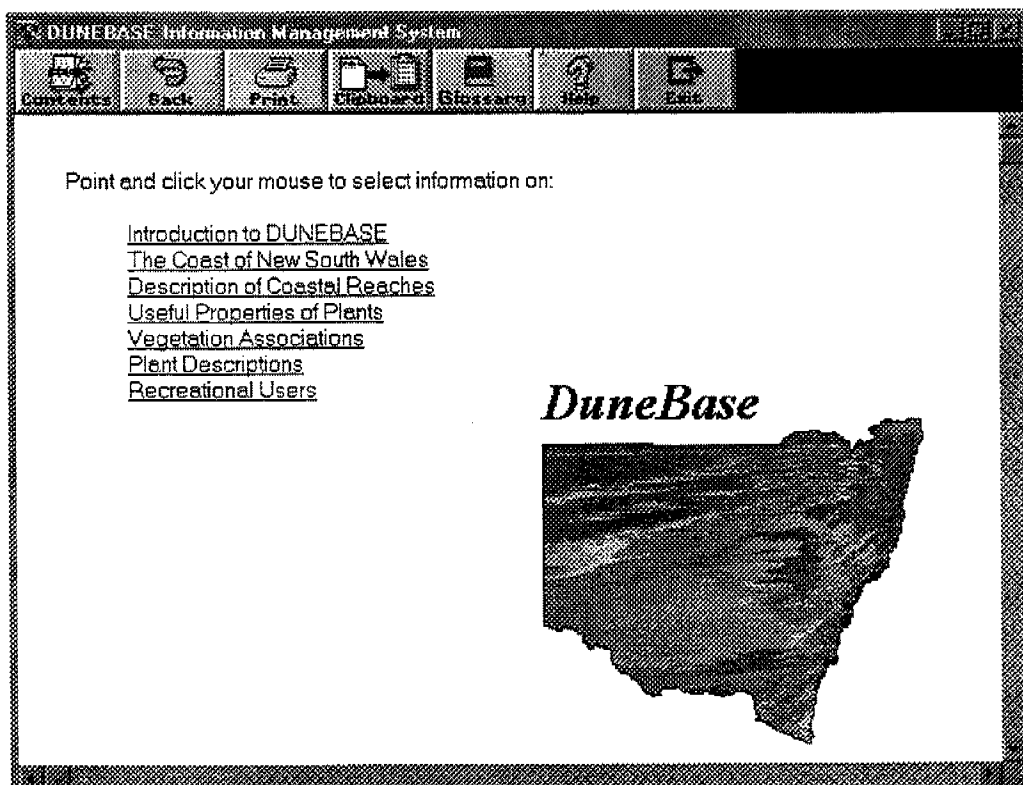 DUNEBASE Information Management System
Contents Back Print Clipboard Glossary Help Exit
Point and click your mouse to select information on:
Introduction to DUNEBASE
The Coast of New South Wales
Description of Coastal Reaches
Useful Properties of Plants
Vegetation Associations
Plant Descriptions
Recreational Users
DuneBase